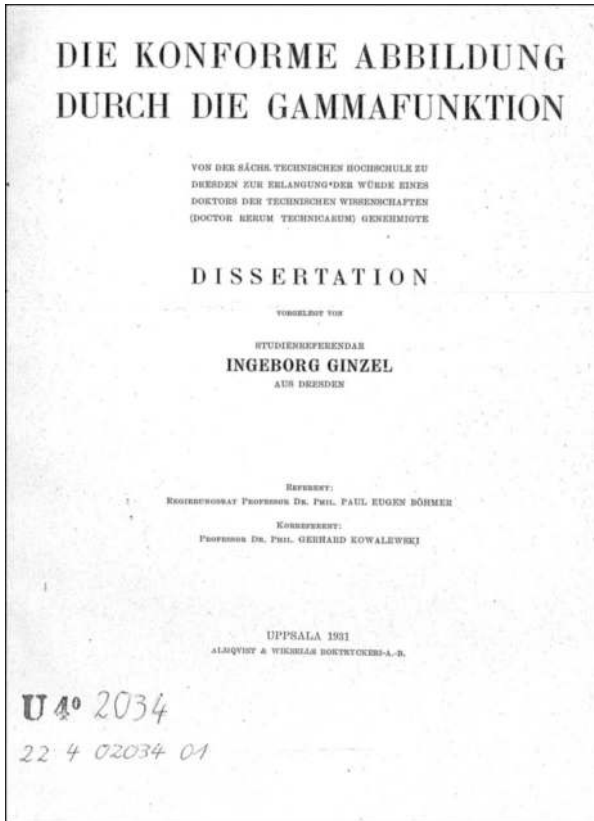 DIE KONFORME ABBILDUNG
DURCH DIE GAMMAFUNKTION
VON DER SÄCHS. TECHNISCHEN HOCHSCHULE ZU
DRESDEN ZUR ERLANGUNG DER WÜRDE EINES
DOKTORS DER TECHNISCHEN WISSENSCHAFTEN
(DOCTOR RERUM TECHNICARUM) GENEHMIGTE
DISSERTATION
VORGELEGT VON
STUDIENREFERENDAR
INGEBORG GINZEL
AUS DRESDEN
REFERENT:
REGIERUNGSRAT PROFESSOR DR. PHIL. PAUL EUGEN BÖHMER
KORREFERENT:
PROFESSOR DR. PHIL. GERHARD KOWALEWSKI
UPPSALA 1931
ALMQVIST & WIKSELLS BOKTRYCKERI-A.-B.
U 4° 2034
22 4 02034 01